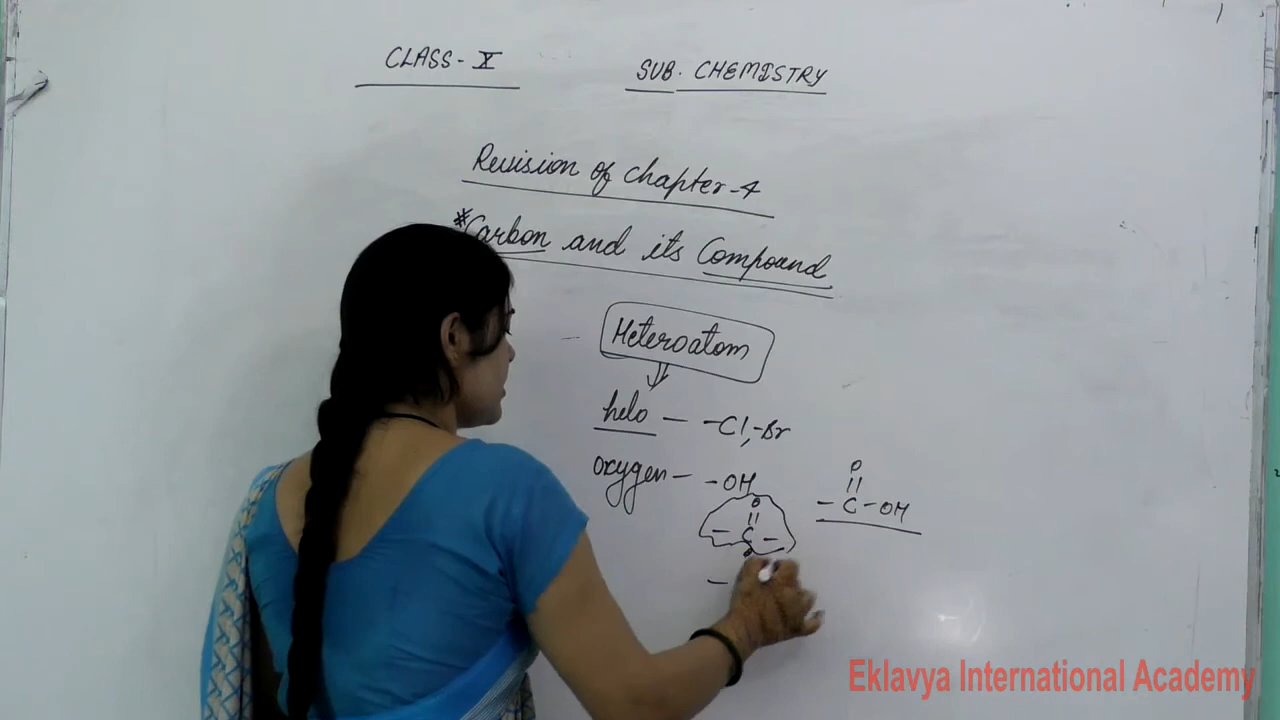 CLASS - X
SUB. CHEMISTRY
Revision of chapter-4
*Carbon and its Compound
Heteroatom
helo — -Cl,-Br
oxygen — -OH
O
||
-C-
O
||
-C-OH
-
Eklavya International Academy